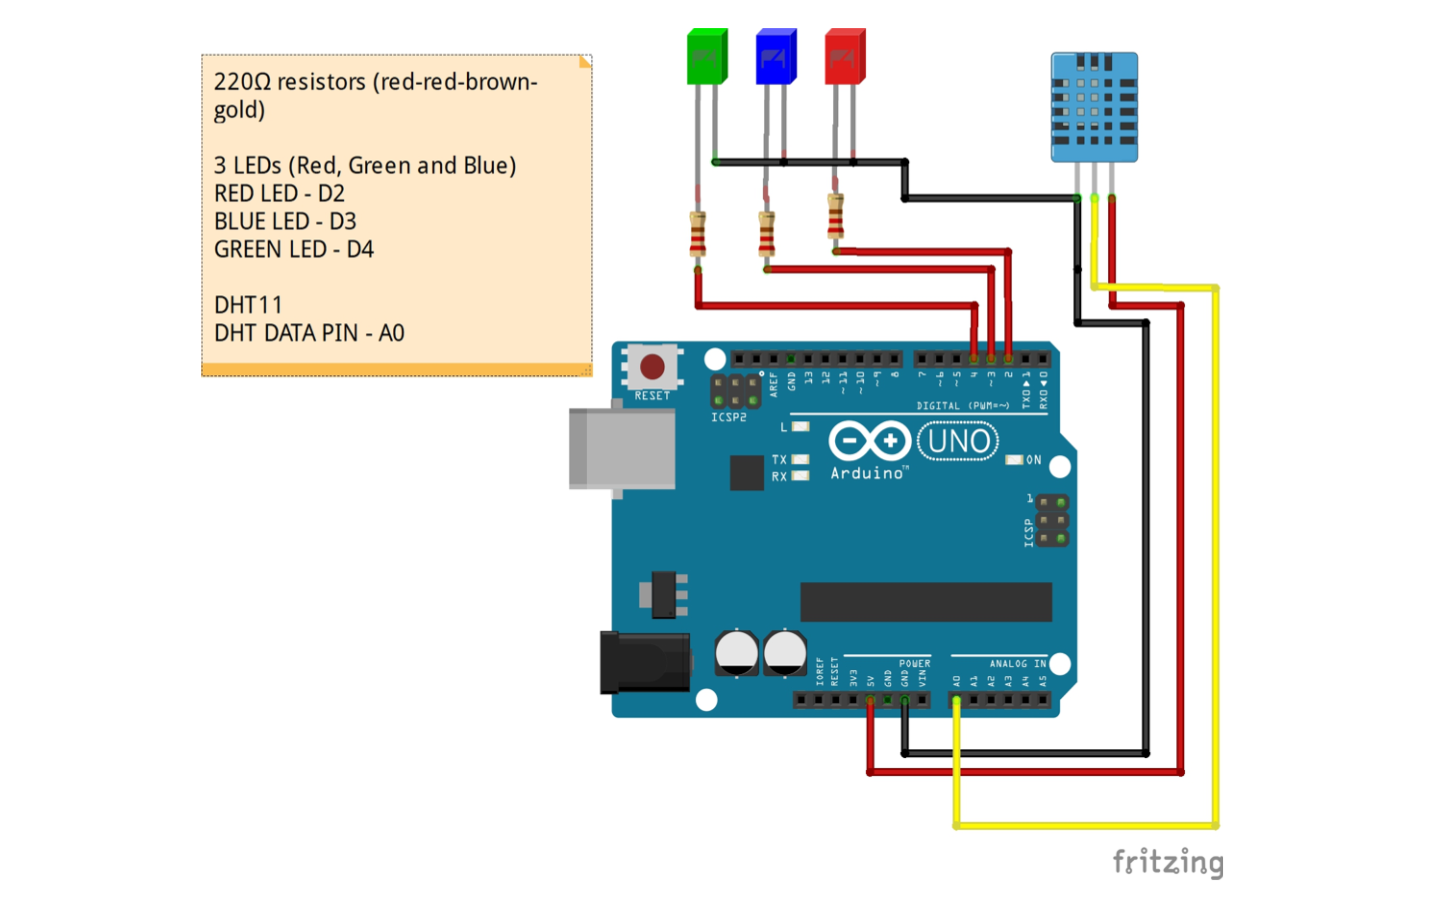 220Ω resistors (red-red-brown-
gold)
3 LEDs (Red, Green and Blue)
RED LED - D2
BLUE LED - D3
GREEN LED - D4
DHT11
DHT DATA PIN - A0
RESET
ICSP2
AREF
GND
13
12
~11
~10
~9
8
7
~6
~5
4
~3
2
TX0▶1
RX0◀0
DIGITAL (PWM=~)
L
TX
RX
Arduino™
UNO
ON
1
ICSP
IOREF
RESET
3V3
5V
GND
GND
VIN
POWER
ANALOG IN
A0
A1
A2
A3
A4
A5
fritzing